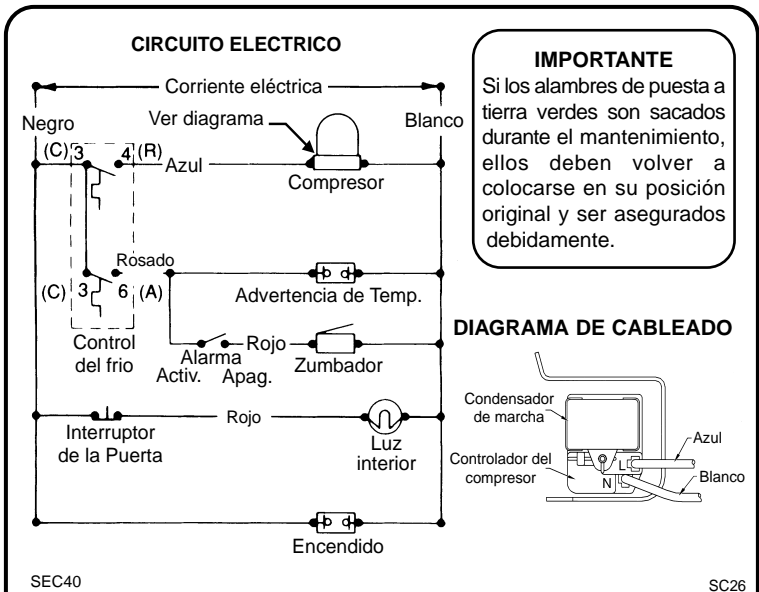 CIRCUITO ELECTRICO
Corriente eléctrica
Negro
Ver diagrama
Blanco
(C) 3
4 (R)
Azul
Compresor
Rosado
(C) 3
6 (A)
Advertencia de Temp.
Control
del frio
Alarma
Activ. Apag.
Rojo
Zumbador
Rojo
Interruptor
de la Puerta
Luz
interior
Encendido
SEC40
IMPORTANTE
Si los alambres de puesta a
tierra verdes son sacados
durante el mantenimiento,
ellos deben volver a
colocarse en su posición
original y ser asegurados
debidamente.
DIAGRAMA DE CABLEADO
Condensador
de marcha
Azul
Controlador del
compresor
L
N
Blanco
SC26